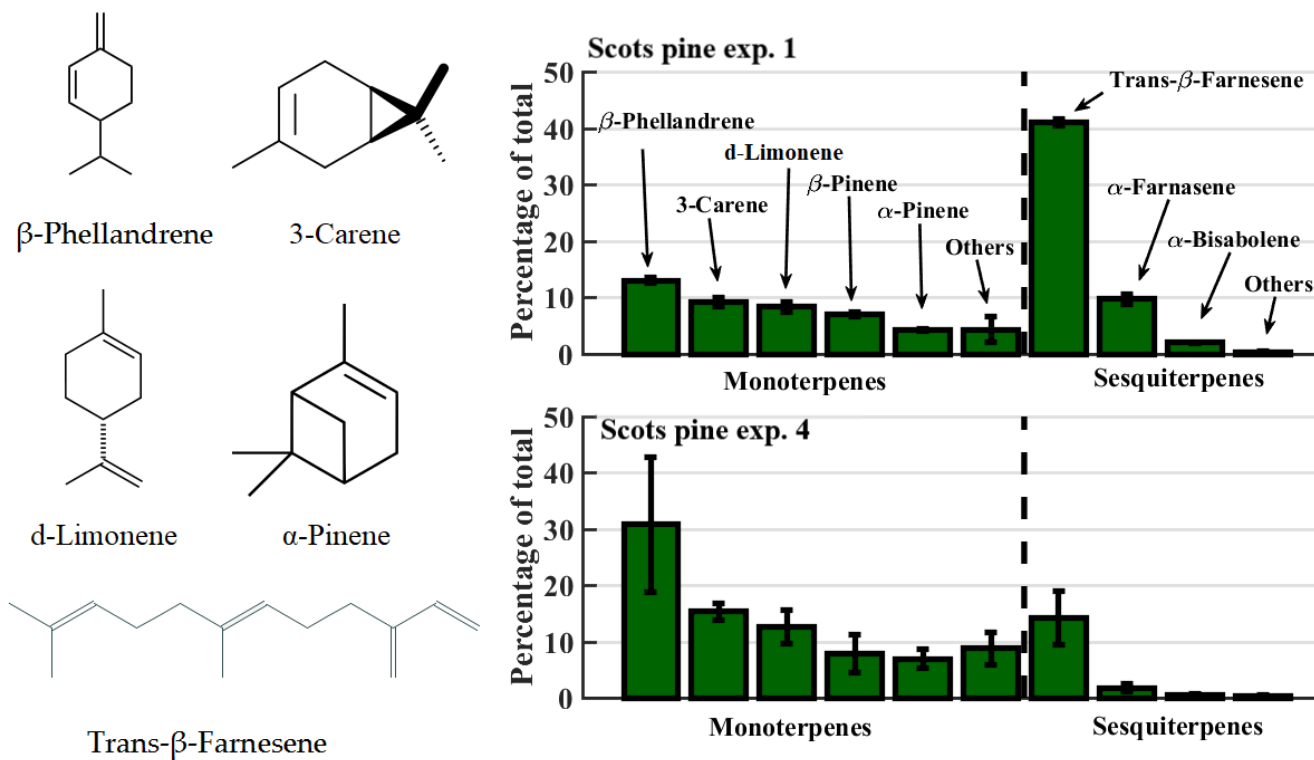 β-Phellandrene
3-Carene
d-Limonene
α-Pinene
Trans-β-Farnesene
Scots pine exp. 1
Percentage of total
50
40
30
20
10
0
β-Phellandrene
3-Carene
d-Limonene
β-Pinene
α-Pinene
Others
Trans-β-Farnesene
α-Farnasene
α-Bisabolene
Others
Monoterpenes
Sesquiterpenes
Scots pine exp. 4
Percentage of total
50
40
30
20
10
0
Monoterpenes
Sesquiterpenes